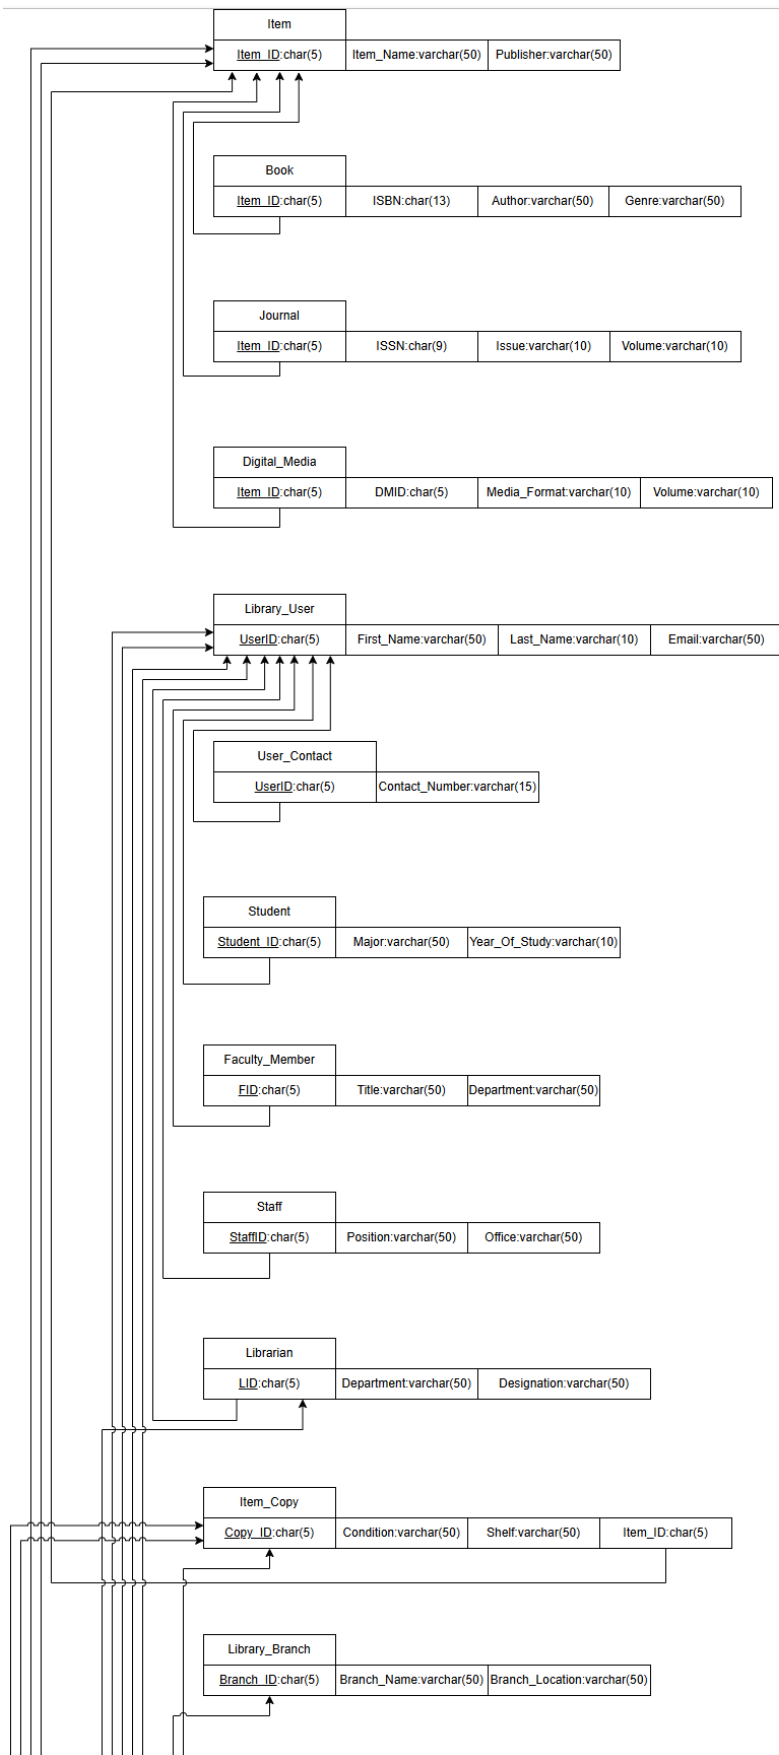 Item
Item_ID:char(5) Item_Name:varchar(50) Publisher:varchar(50)
Book
Item_ID:char(5) ISBN:char(13) Author:varchar(50) Genre:varchar(50)
Journal
Item_ID:char(5) ISSN:char(9) Issue:varchar(10) Volume:varchar(10)
Digital_Media
Item_ID:char(5) DMID:char(5) Media_Format:varchar(10) Volume:varchar(10)
Library_User
UserID:char(5) First_Name:varchar(50) Last_Name:varchar(10) Email:varchar(50)
User_Contact
UserID:char(5) Contact_Number:varchar(15)
Student
Student_ID:char(5) Major:varchar(50) Year_Of_Study:varchar(10)
Faculty_Member
FID:char(5) Title:varchar(50) Department:varchar(50)
Staff
StaffID:char(5) Position:varchar(50) Office:varchar(50)
Librarian
LID:char(5) Department:varchar(50) Designation:varchar(50)
Item_Copy
Copy_ID:char(5) Condition:varchar(50) Shelf:varchar(50) Item_ID:char(5)
Library_Branch
Branch_ID:char(5) Branch_Name:varchar(50) Branch_Location:varchar(50)